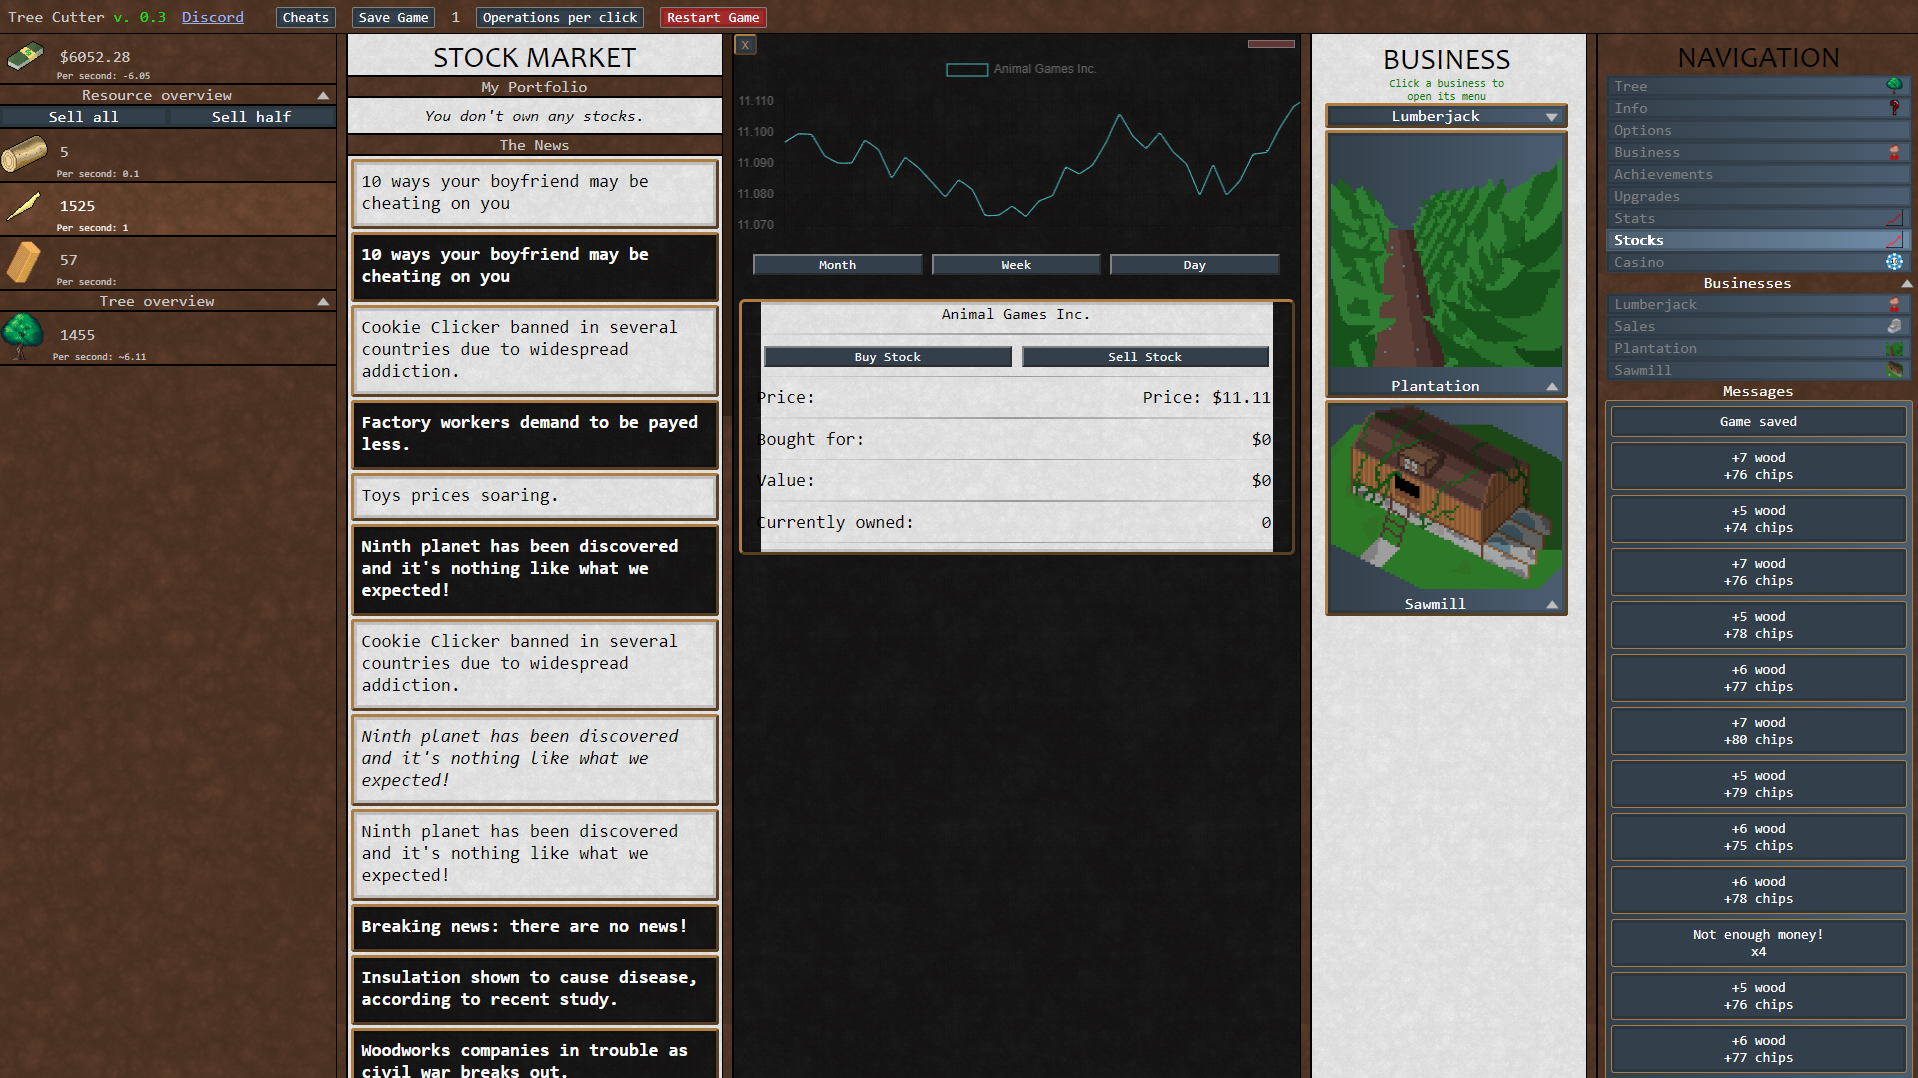 Tree Cutter v. 0.3 Discord Cheats Save Game 1 Operations per click Restart Game
$6052.28
Per second: -6.05
Resource overview
Sell all Sell half
5
Per second: 0.1
1525
Per second: 1
57
Per second:
Tree overview
1455
Per second: ~6.11
STOCK MARKET
My Portfolio
You don't own any stocks.
The News
10 ways your boyfriend may be
cheating on you
10 ways your boyfriend may be
cheating on you
Cookie Clicker banned in several
countries due to widespread
addiction.
Factory workers demand to be payed
less.
Toys prices soaring.
Ninth planet has been discovered
and it's nothing like what we
expected!
Cookie Clicker banned in several
countries due to widespread
addiction.
Ninth planet has been discovered
and it's nothing like what we
expected!
Ninth planet has been discovered
and it's nothing like what we
expected!
Breaking news: there are no news!
Insulation shown to cause disease,
according to recent study.
Woodworks companies in trouble as
civil war breaks out.
X
Animal Games Inc.
11.110
11.100
11.090
11.080
11.070
Month Week Day
Animal Games Inc.
Buy Stock Sell Stock
Price: Price: $11.11
Bought for: $0
Value: $0
Currently owned: 0
BUSINESS
Click a business to
open its menu
Lumberjack
Plantation
Sawmill
NAVIGATION
Tree
Info
Options
Business
Achievements
Upgrades
Stats
Stocks
Casino
Businesses
Lumberjack
Sales
Plantation
Sawmill
Messages
Game saved
+7 wood
+76 chips
+5 wood
+74 chips
+7 wood
+76 chips
+5 wood
+78 chips
+6 wood
+77 chips
+7 wood
+80 chips
+5 wood
+79 chips
+6 wood
+75 chips
+6 wood
+78 chips
Not enough money!
x4
+5 wood
+76 chips
+6 wood
+77 chips